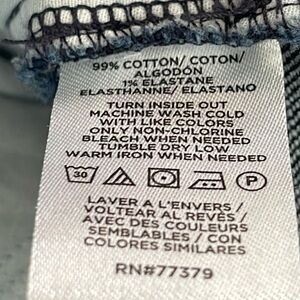 99% COTTON/ COTON/
ALGODÓN
1% ELASTANE
ELASTHANNE/ ELASTANO
TURN INSIDE OUT
MACHINE WASH COLD
WITH LIKE COLORS
ONLY NON-CHLORINE
BLEACH WHEN NEEDED
TUMBLE DRY LOW
WARM IRON WHEN NEEDED
30 P
LAVER A L'ENVERS /
VOLTEAR AL REVÉS /
AVEC DES COULEURS
SEMBLABLES / CON
COLORES SIMILARES
RN#77379